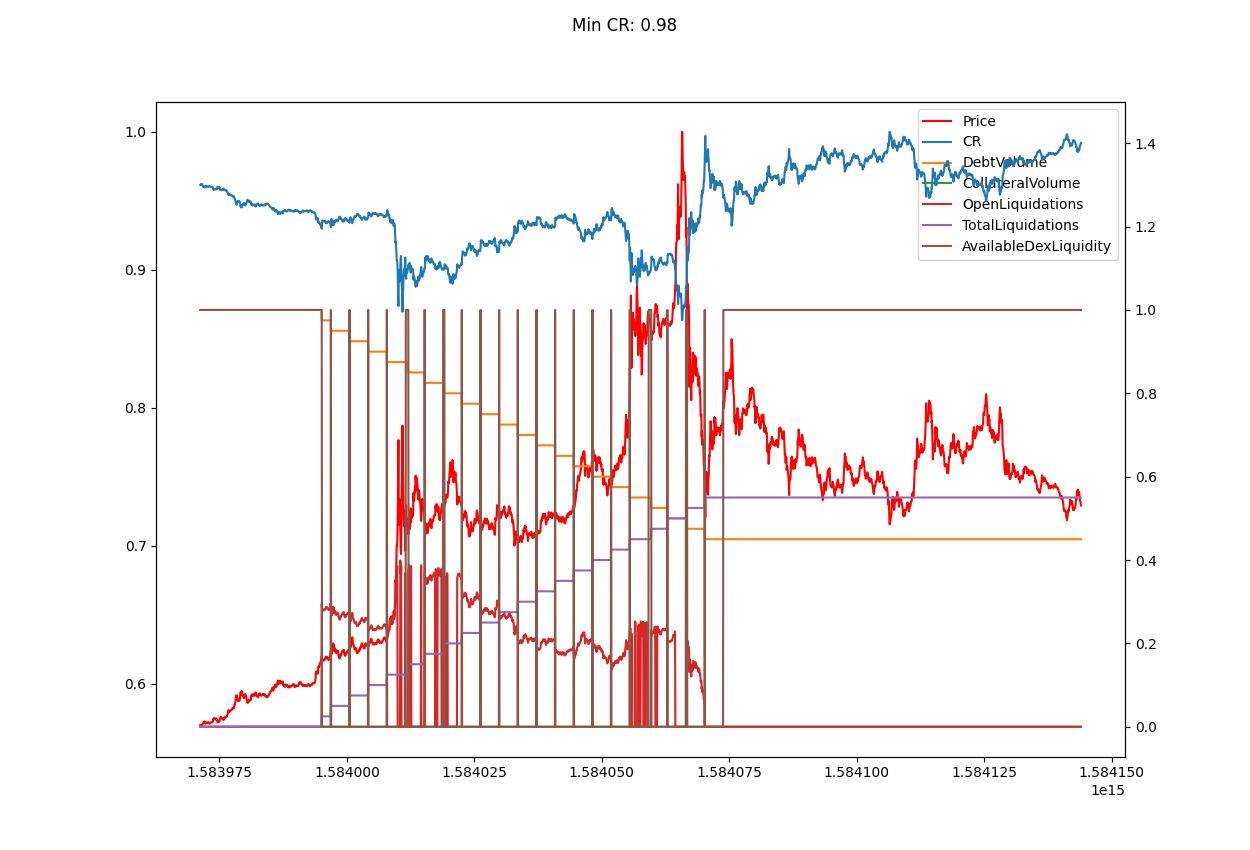 Min CR: 0.98
1.0
0.9
0.8
0.7
0.6
1.4
1.2
1.0
0.8
0.6
0.4
0.2
0.0
Price
CR
DebtVolume
CollateralVolume
OpenLiquidations
TotalLiquidations
AvailableDexLiquidity
1.583975 1.584000 1.584025 1.584050 1.584075 1.584100 1.584125 1.584150
1e15